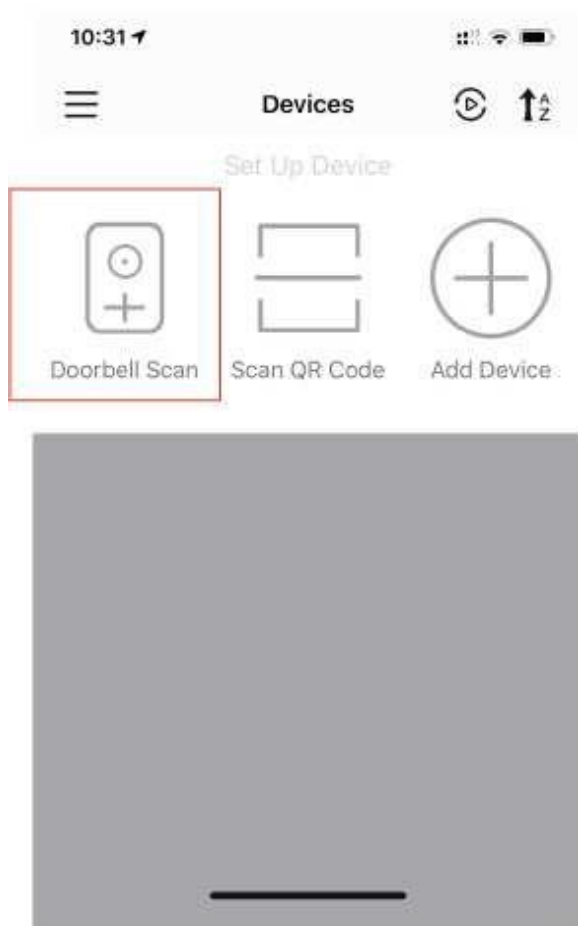 10:31
Devices
A
Z
Set Up Device
Doorbell Scan Scan QR Code Add Device